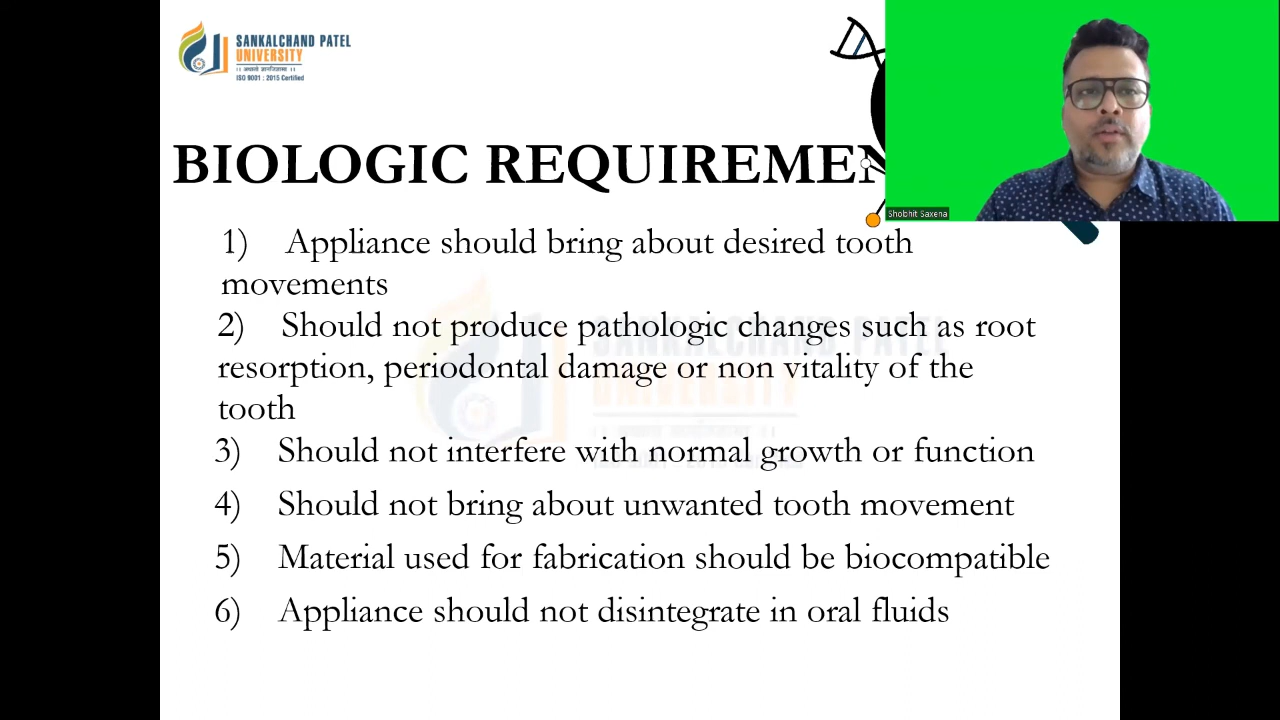 SANKALCHAND PATEL
UNIVERSITY
ISO 9001 : 2015 Certified
BIOLOGIC REQUIREMEN
Shobhit Saxena
1) Appliance should bring about desired tooth
movements
2) Should not produce pathologic changes such as root
resorption, periodontal damage or non vitality of the
tooth
3) Should not interfere with normal growth or function
4) Should not bring about unwanted tooth movement
5) Material used for fabrication should be biocompatible
6) Appliance should not disintegrate in oral fluids
SANKALCHAND PATEL
UNIVERSITY